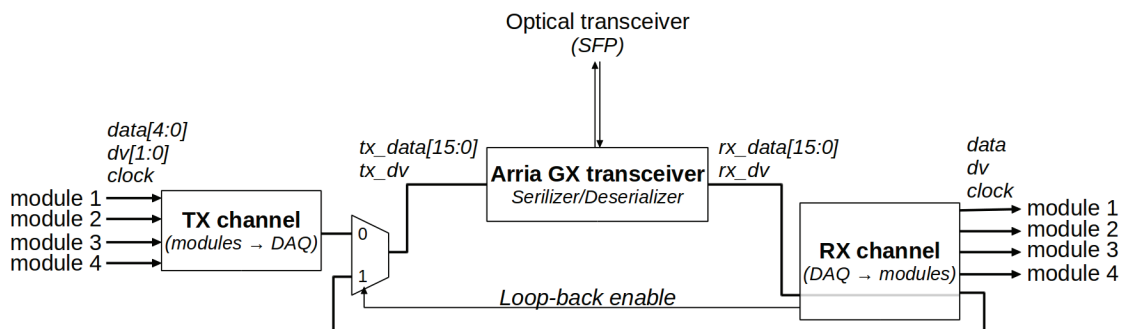 Optical transceiver
(SFP)
data[4:0]
dv[1:0]
clock
module 1
module 2
module 3
module 4
TX channel
(modules → DAQ)
0
1
tx_data[15:0]
tx_dv
Arria GX transceiver
Serilizer/Deserializer
rx_data[15:0]
rx_dv
Loop-back enable
RX channel
(DAQ → modules)
data
dv
clock
module 1
module 2
module 3
module 4